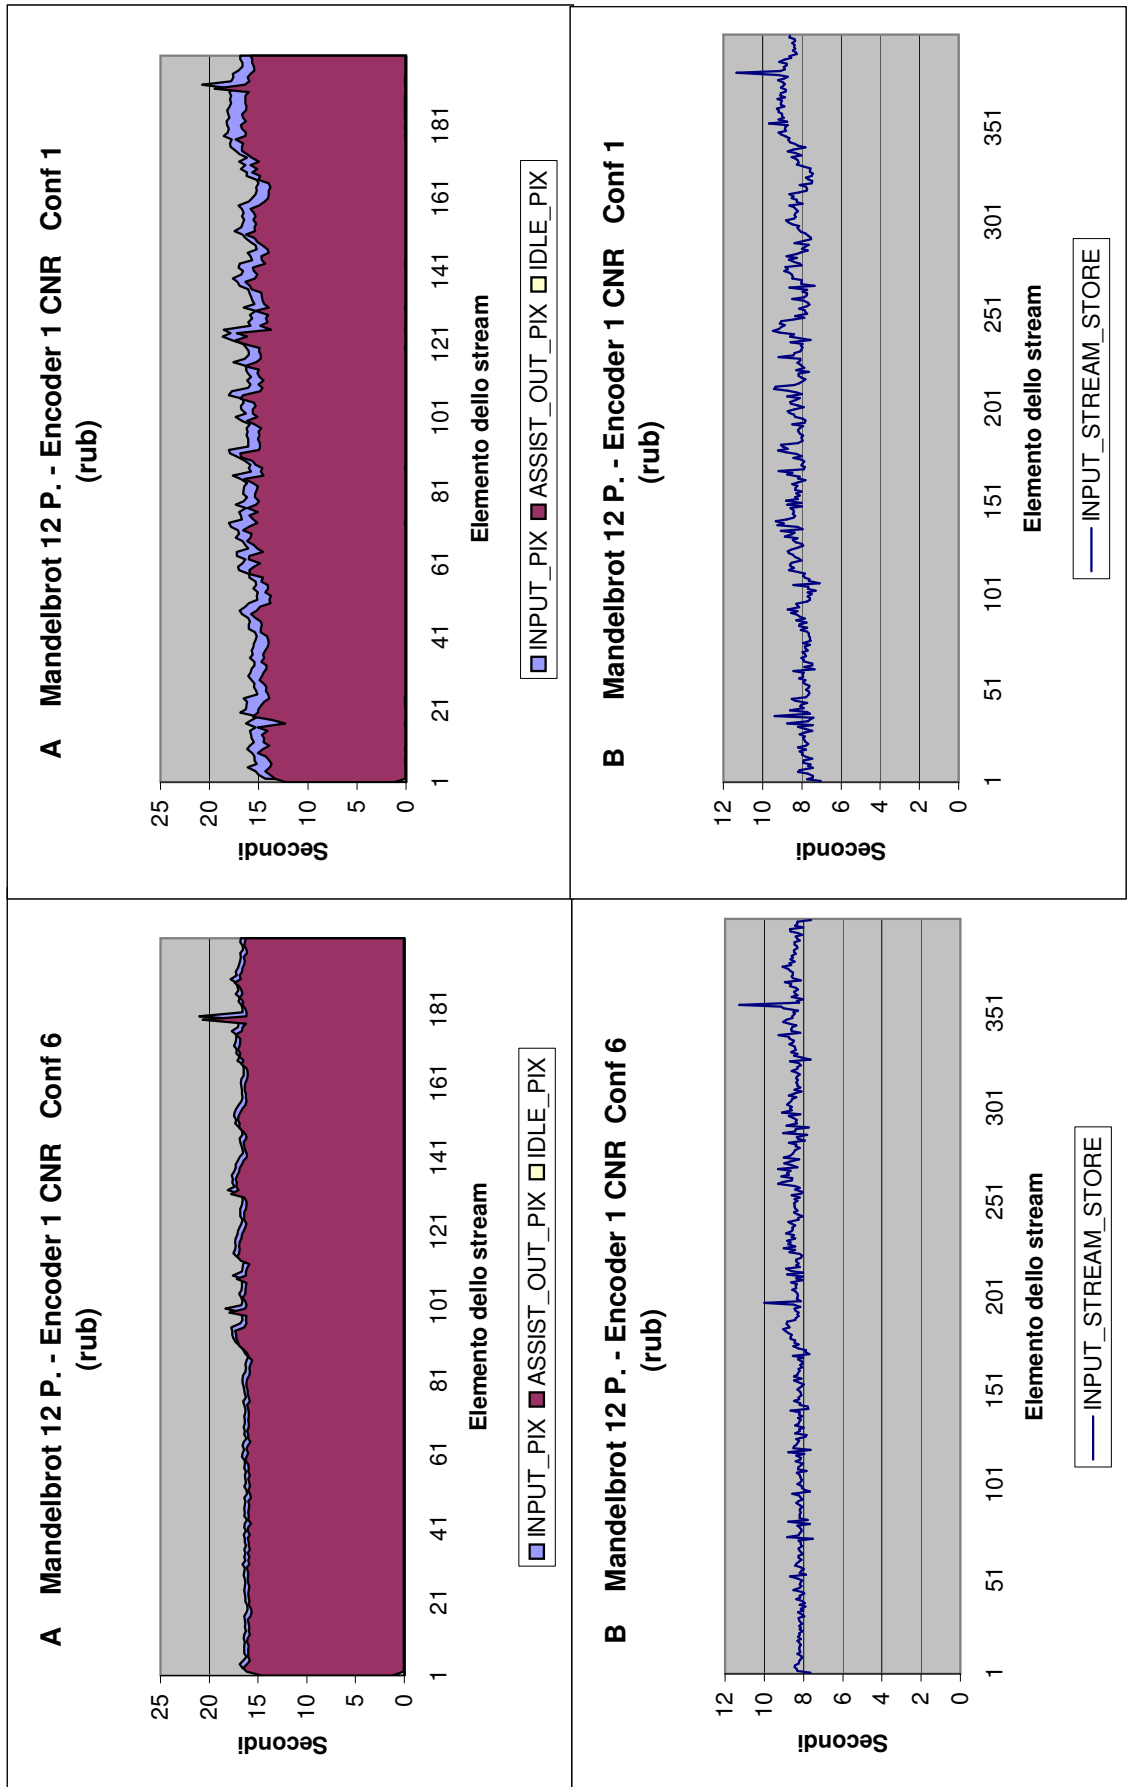 A Mandelbrot 12 P. - Encoder 1 CNR Conf 6
(rub)
25
20
15
10
5
0
Secondi
1 21 41 61 81 101 121 141 161 181
Elemento dello stream
INPUT_PIX ASSIST_OUT_PIX IDLE_PIX
A Mandelbrot 12 P. - Encoder 1 CNR Conf 1
(rub)
25
20
15
10
5
0
Secondi
1 21 41 61 81 101 121 141 161 181
Elemento dello stream
INPUT_PIX ASSIST_OUT_PIX IDLE_PIX
B Mandelbrot 12 P. - Encoder 1 CNR Conf 6
(rub)
12
10
8
6
4
2
0
Secondi
1 51 101 151 201 251 301 351
Elemento dello stream
INPUT_STREAM_STORE
B Mandelbrot 12 P. - Encoder 1 CNR Conf 1
(rub)
12
10
8
6
4
2
0
Secondi
1 51 101 151 201 251 301 351
Elemento dello stream
INPUT_STREAM_STORE